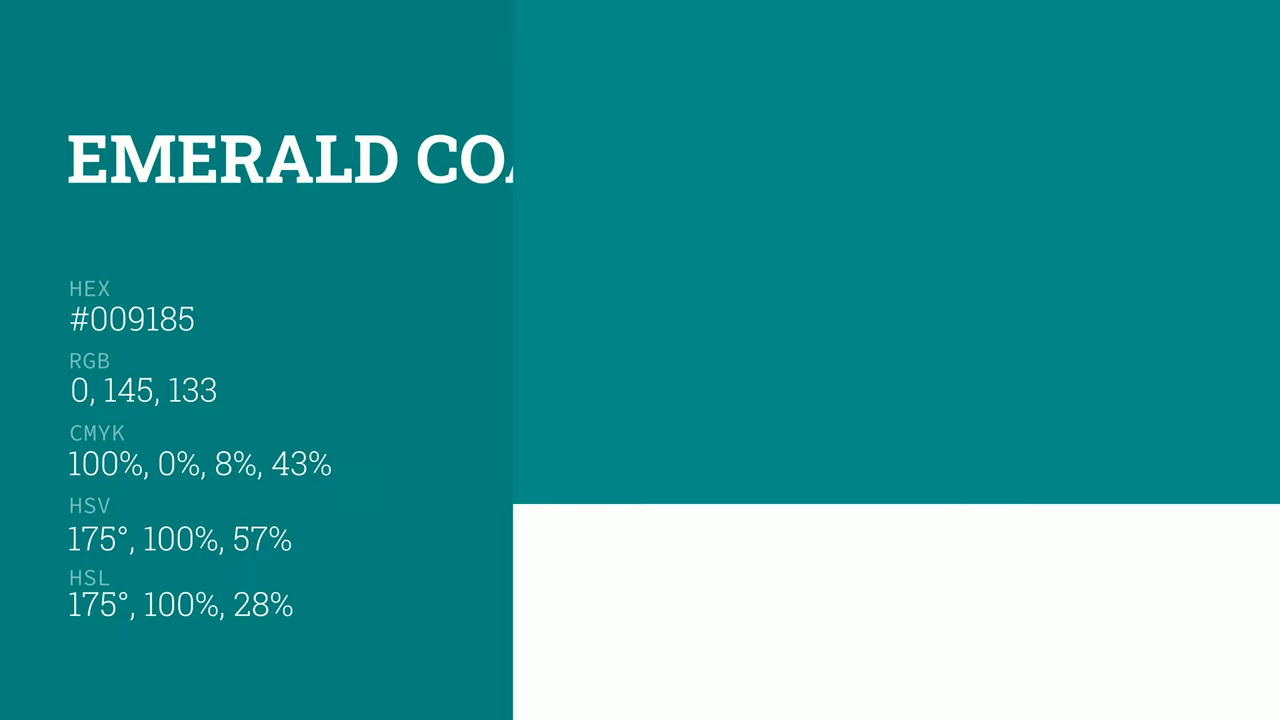 EMERALD
HEX
#009185
RGB
0, 145, 133
CMYK
100%, 0%, 8%, 43%
HSV
175°, 100%, 57%
HSL
175°, 100%, 28%